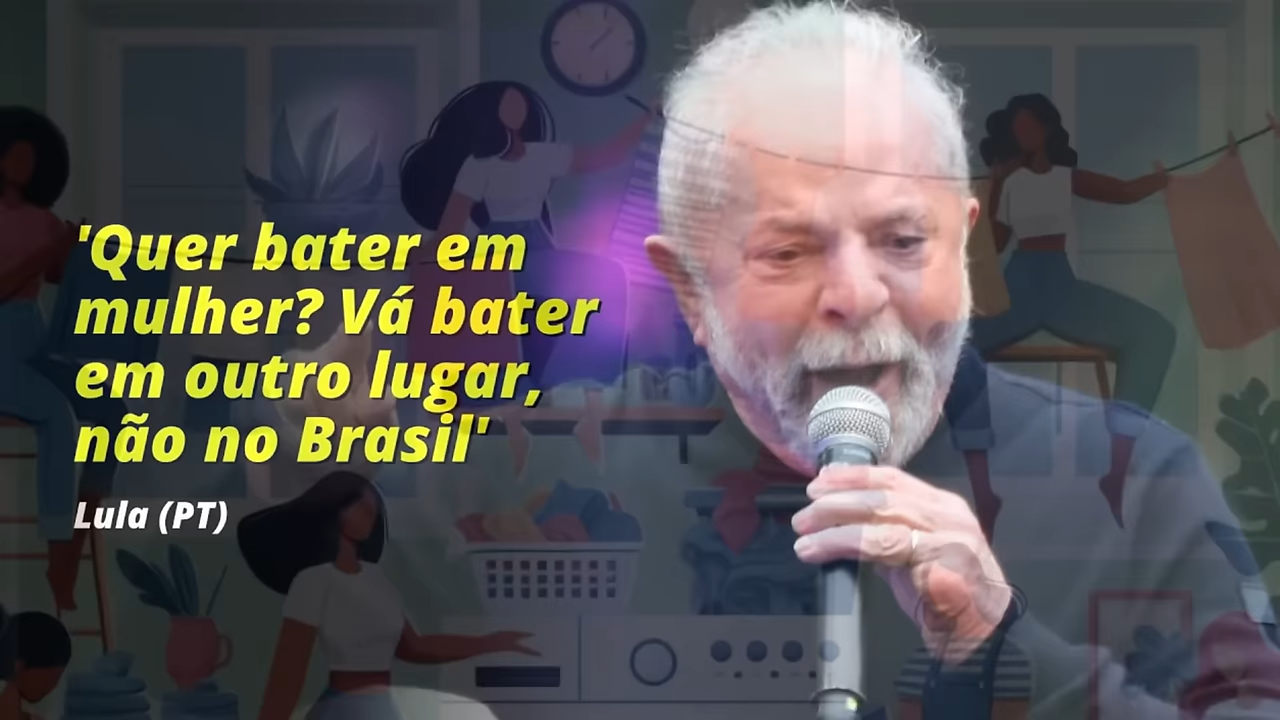 'Quer bater em
mulher? Vá bater
em outro lugar,
não no Brasil'
Lula (PT)